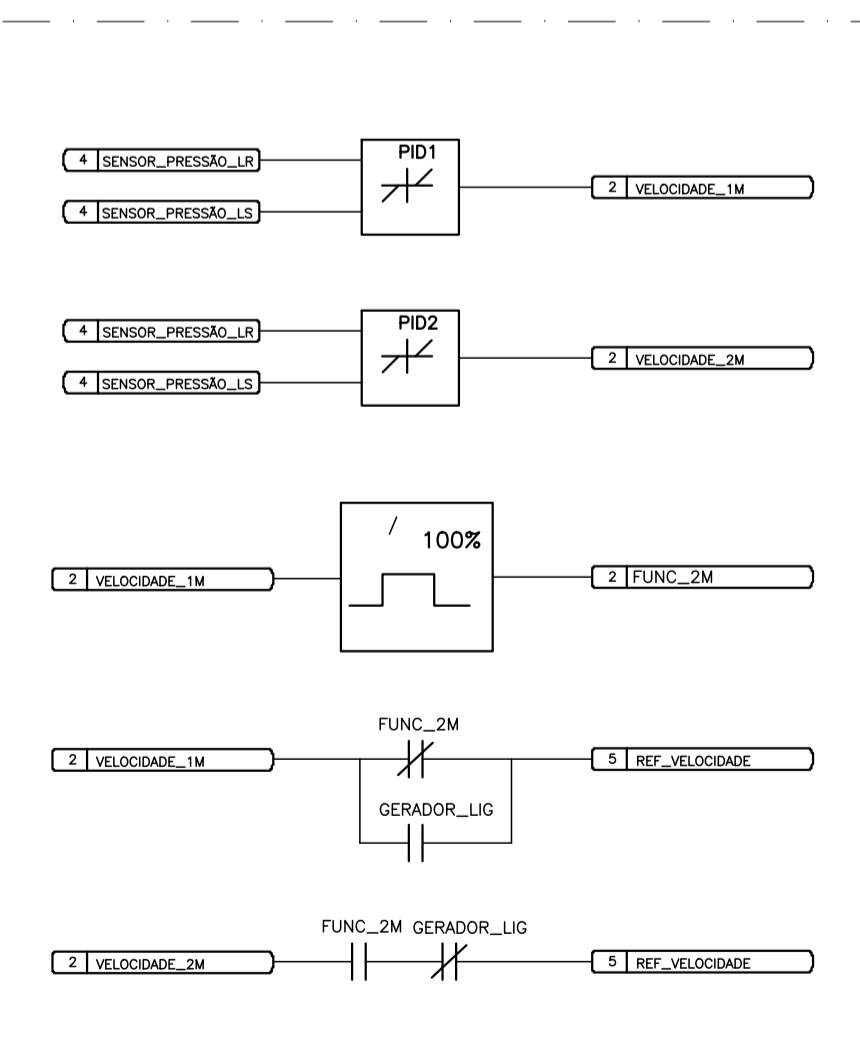 PID1
4 SENSOR_PRESSÃO_LR
2 VELOCIDADE_1M
4 SENSOR_PRESSÃO_LS
PID2
4 SENSOR_PRESSÃO_LR
2 VELOCIDADE_2M
4 SENSOR_PRESSÃO_LS
/ 100%
2 VELOCIDADE_1M
2 FUNC_2M
FUNC_2M
2 VELOCIDADE_1M
5 REF_VELOCIDADE
GERADOR_LIG
FUNC_2M GERADOR_LIG
2 VELOCIDADE_2M
5 REF_VELOCIDADE